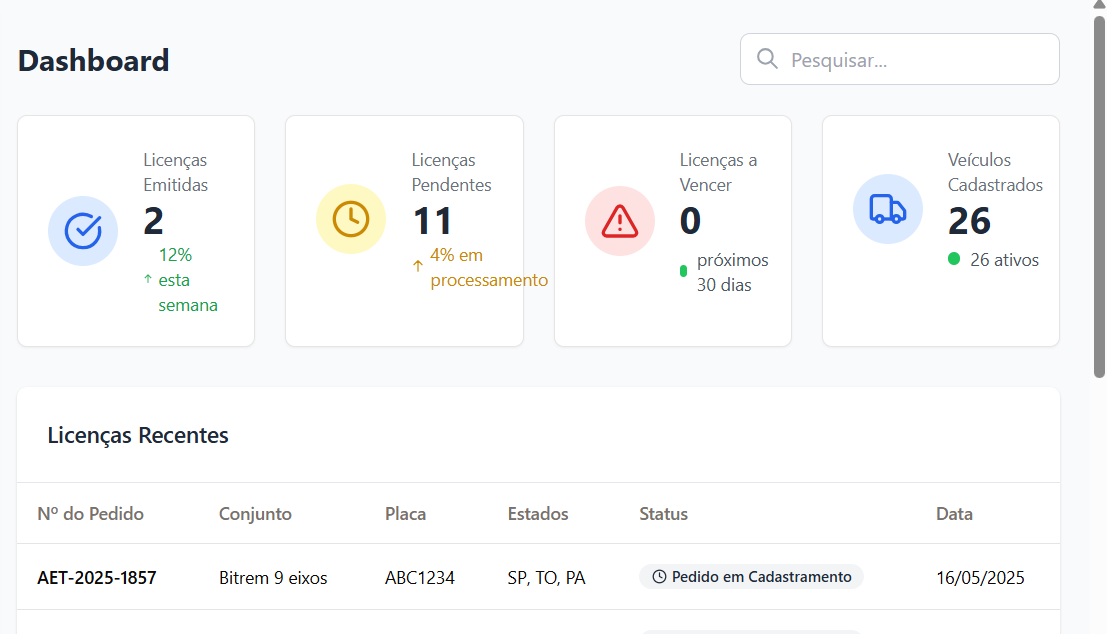 Dashboard
Pesquisar...
Licenças
Emitidas
2
↑ 12%
esta
semana
Licenças
Pendentes
11
↑ 4% em
processamento
Licenças a
Vencer
0
próximos
30 dias
Veículos
Cadastrados
26
26 ativos
Licenças Recentes
Nº do Pedido Conjunto Placa Estados Status Data
AET-2025-1857 Bitrem 9 eixos ABC1234 SP, TO, PA Pedido em Cadastramento 16/05/2025